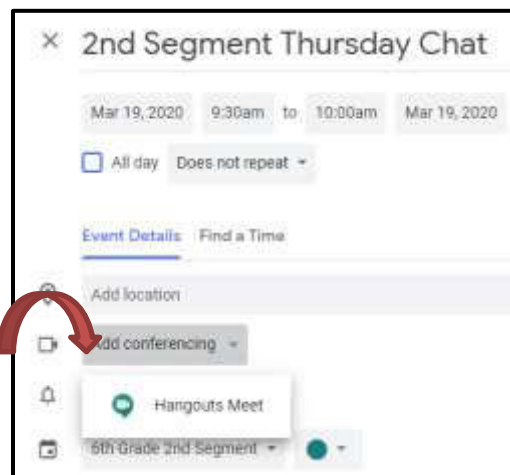 2nd Segment Thursday Chat
Mar 19, 2020 9:30am to 10:00am Mar 19, 2020
All day Does not repeat
Event Details Find a Time
Add location
Add conferencing
Hangouts Meet
6th Grade 2nd Segment